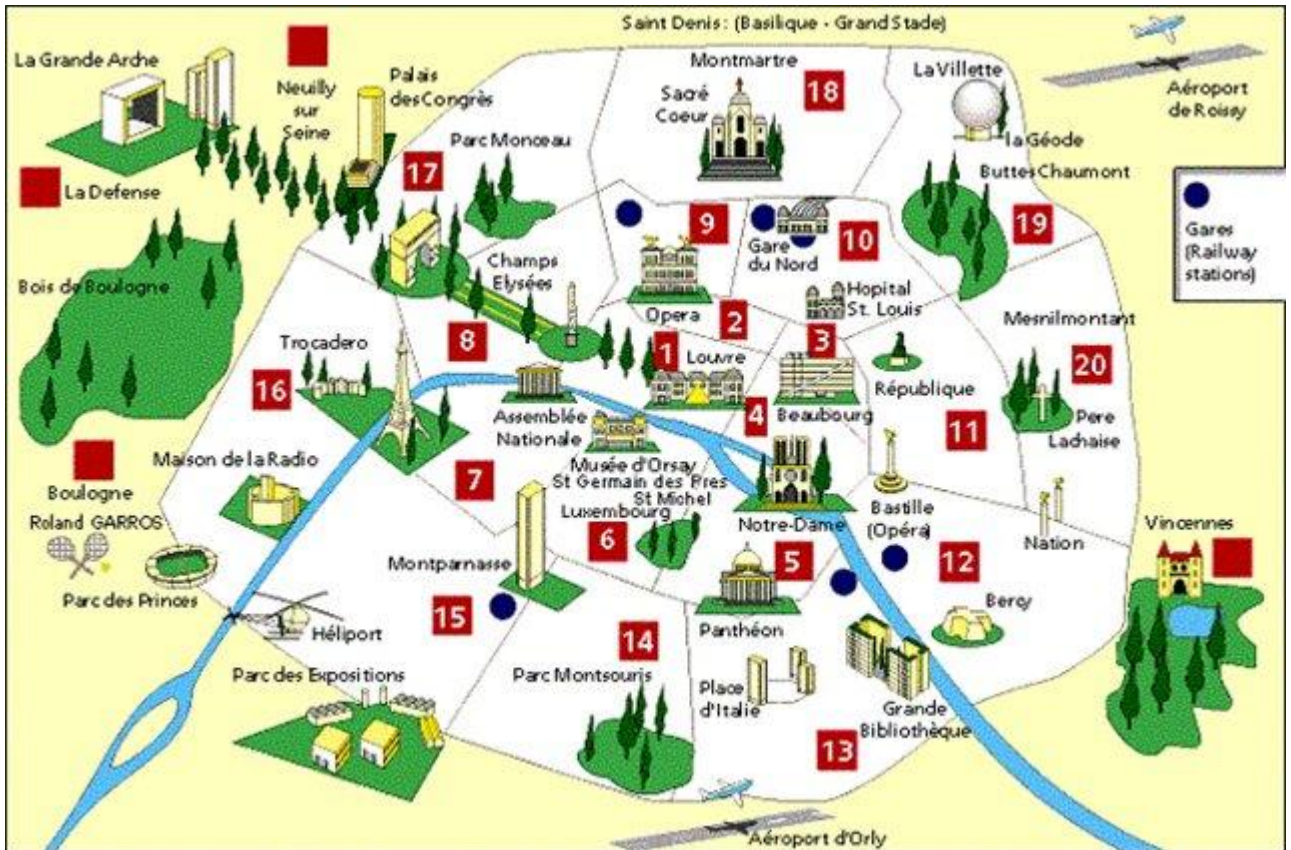 Saint Denis: (Basilique - Grand Stade)
La Grande Arche
Neuilly
sur
Seine
Palais
des Congrès
Montmartre
18
Sacré
Coeur
La Villette
la Géode
Aéroport
de Roissy
La Defense
17
Parc Monceau
Buttes Chaumont
19
Gares
(Railway
stations)
9
Gare
du Nord
10
Champs
Elysées
Opera
Hopital
St. Louis
Bois de Boulogne
Mesnilmontant
2
Trocadero
8
1
Louvre
3
République
20
16
Assemblée
Nationale
Beaubourg
4
11
Pere
Lachaise
Boulogne
Maison de la Radio
7
Musée d'Orsay
St Germain des Pres
St Michel
Luxembourg
Notre-Dame
Bastille
(Opéra)
Nation
Vincennes
Roland GARROS
Parc des Princes
Montparnasse
6
5
12
Bercy
Héliport
15
Panthéon
14
Parc des Expositions
Parc Montsouris
Place
d'Italie
Grande
Bibliothèque
13
Aéroport d'Orly